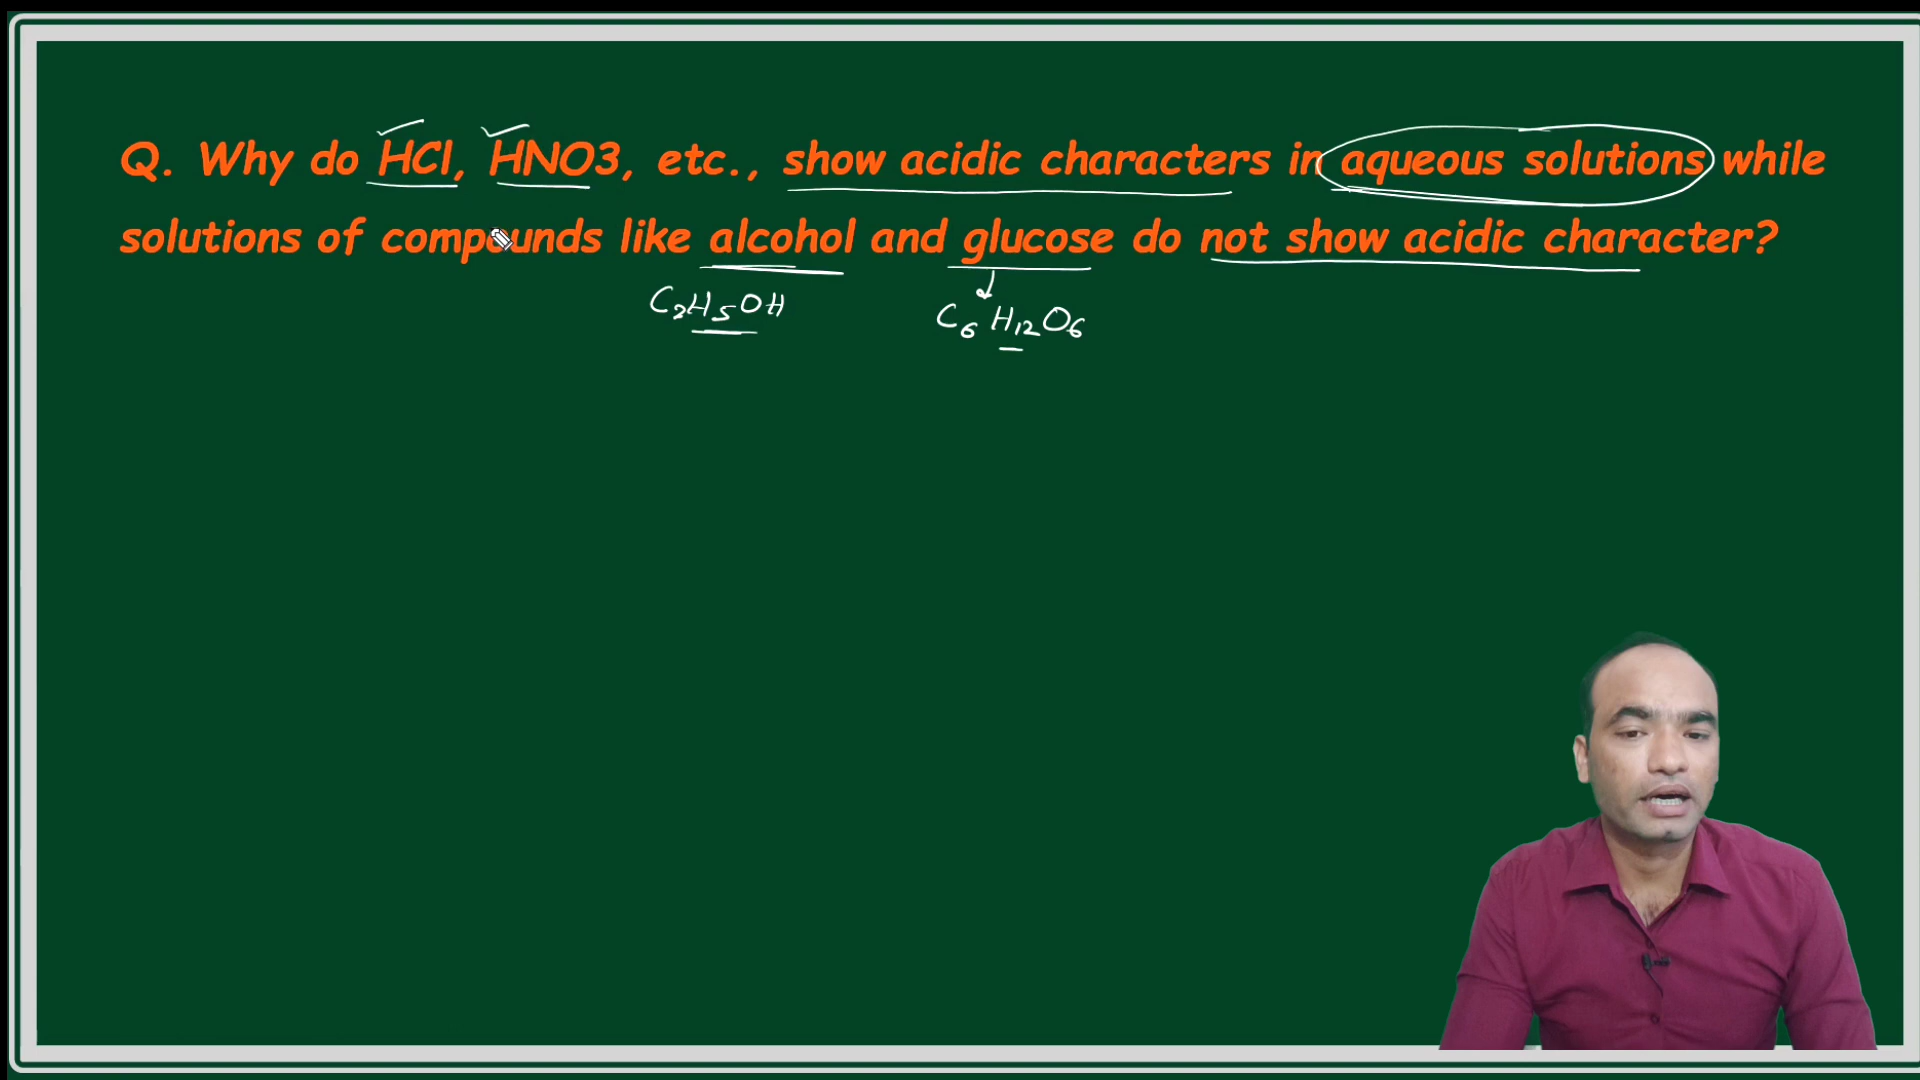 Q. Why do HCl, HNO3, etc., show acidic characters in aqueous solutions while
solutions of compounds like alcohol and glucose do not show acidic character?
C₂H₅OH C₆H₁₂O₆